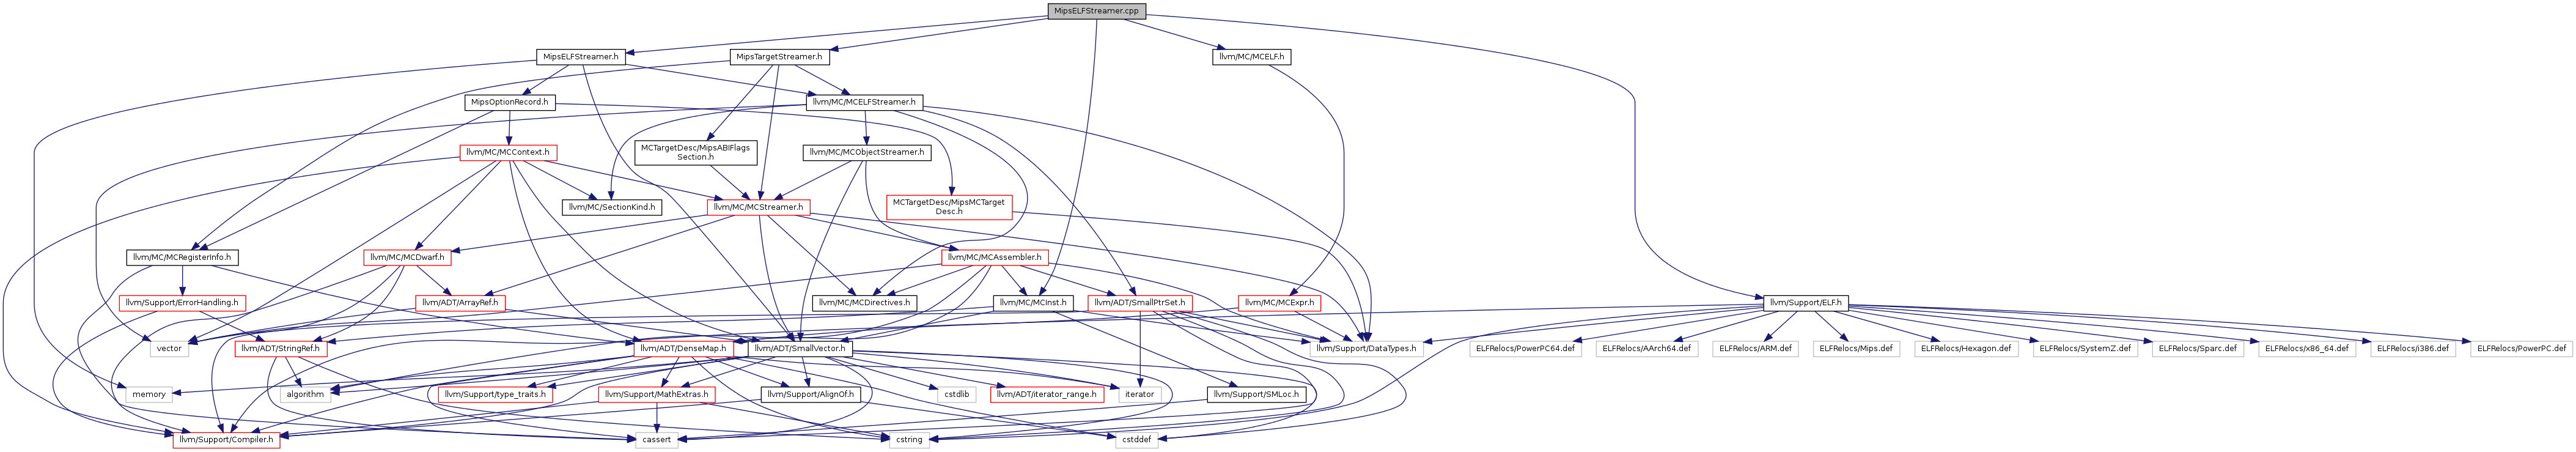 MipsELFStreamer.cpp
MipsELFStreamer.h
MipsTargetStreamer.h
llvm/MC/MCELF.h
MipsOptionRecord.h
llvm/MC/MCELFStreamer.h
llvm/MC/MCContext.h
MCTargetDesc/MipsABIFlags
Section.h
llvm/MC/MCObjectStreamer.h
llvm/MC/SectionKind.h
llvm/MC/MCStreamer.h
MCTargetDesc/MipsMCTarget
Desc.h
llvm/MC/MCRegisterInfo.h
llvm/MC/MCDwarf.h
llvm/MC/MCAssembler.h
llvm/Support/ErrorHandling.h
llvm/ADT/ArrayRef.h
llvm/MC/MCDirectives.h
llvm/MC/MCInst.h
llvm/ADT/SmallPtrSet.h
llvm/MC/MCExpr.h
llvm/Support/ELF.h
vector
llvm/ADT/StringRef.h
llvm/ADT/DenseMap.h
llvm/ADT/SmallVector.h
llvm/Support/DataTypes.h
ELFRelocs/PowerPC64.def
ELFRelocs/AArch64.def
ELFRelocs/ARM.def
ELFRelocs/Mips.def
ELFRelocs/Hexagon.def
ELFRelocs/SystemZ.def
ELFRelocs/Sparc.def
ELFRelocs/x86_64.def
ELFRelocs/i386.def
ELFRelocs/PowerPC.def
memory
algorithm
llvm/Support/type_traits.h
llvm/Support/MathExtras.h
llvm/Support/AlignOf.h
cstdlib
llvm/ADT/iterator_range.h
iterator
llvm/Support/SMLoc.h
llvm/Support/Compiler.h
cassert
cstring
cstddef